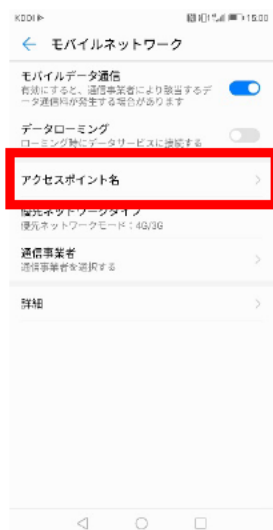 KDDI
15:00
モバイルネットワーク
モバイルデータ通信
有効にすると、通信事業者により該当するデ
ータ通信料が発生する場合があります
データローミング
ローミング時にデータサービスに接続する
アクセスポイント名
優先ネットワークタイプ
優先ネットワークモード：4G/3G
通信事業者
通信事業者を選択する
詳細